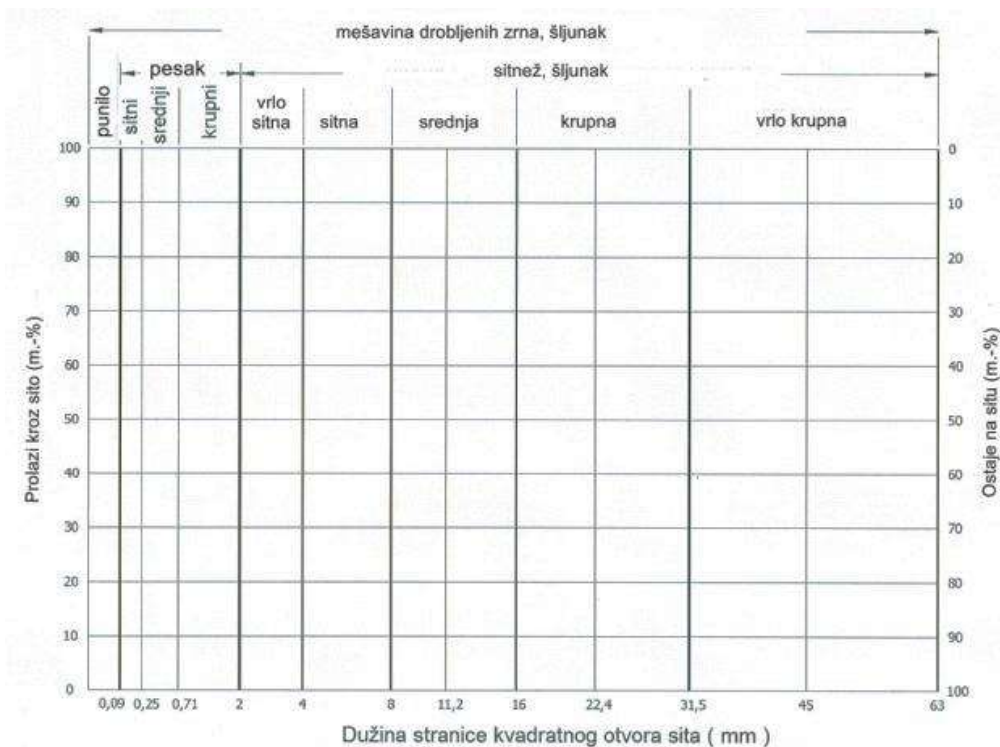 mešavina drobljenih zrna, šljunak
pesak
sitnež, šljunak
punilo
sitni
srednji
krupni
vrlo
sitna
sitna
srednja
krupna
vrlo krupna
100 0
90 10
80 20
70 30
60 40
50 50
40 60
30 70
20 80
10 90
0 100
Prolazi kroz sito (m.-%)
Ostaje na situ (m.-%)
0,09 0,25 0,71 2 4 8 11,2 16 22,4 31,5 45 63
Dužina stranice kvadratnog otvora sita ( mm )